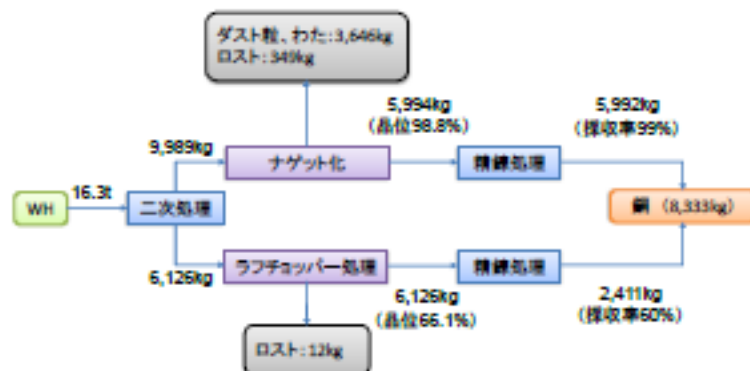 ダスト粒、わた:3,646kg
ロスト:349kg
5,994kg
(品位98.8%)
5,992kg
(採収率99%)
9,989kg
ナゲット化
精錬処理
16.3t
WH
二次処理
銅 (8,333kg)
ラフチョッパー処理
精錬処理
6,126kg
6,126kg
(品位66.1%)
2,411kg
(採収率60%)
ロスト:12kg